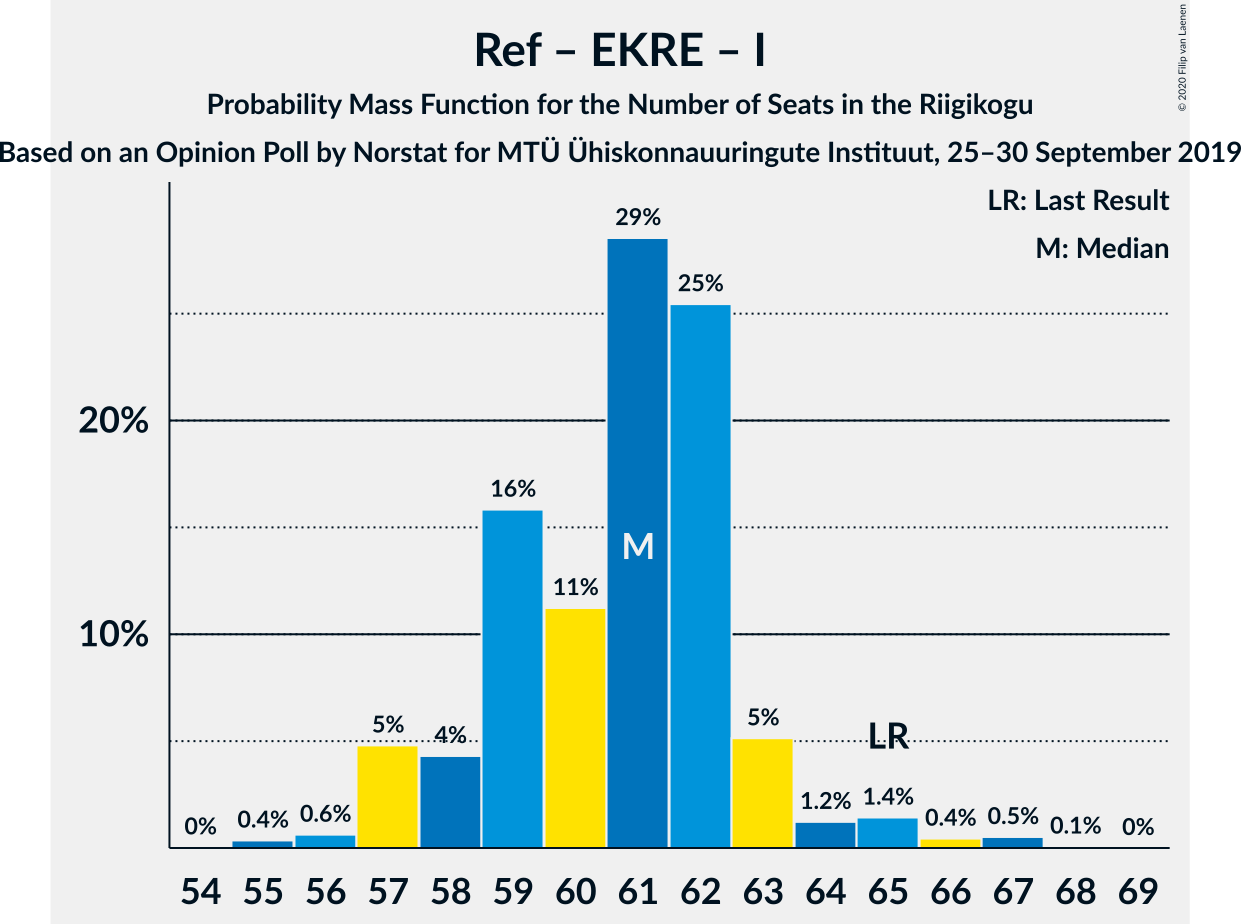 Ref – EKRE – I
Probability Mass Function for the Number of Seats in the Riigikogu
Based on an Opinion Poll by Norstat for MTÜ Ühiskonnauuringute Instituut, 25–30 September 2019
© 2020 Filip van Laenen
LR: Last Result
M: Median
29%
25%
20%
16%
M
11%
10%
5%
4%
5%
LR
0%
0.4%
0.6%
1.2%
1.4%
0.4%
0.5%
0.1%
0%
54 55 56 57 58 59 60 61 62 63 64 65 66 67 68 69